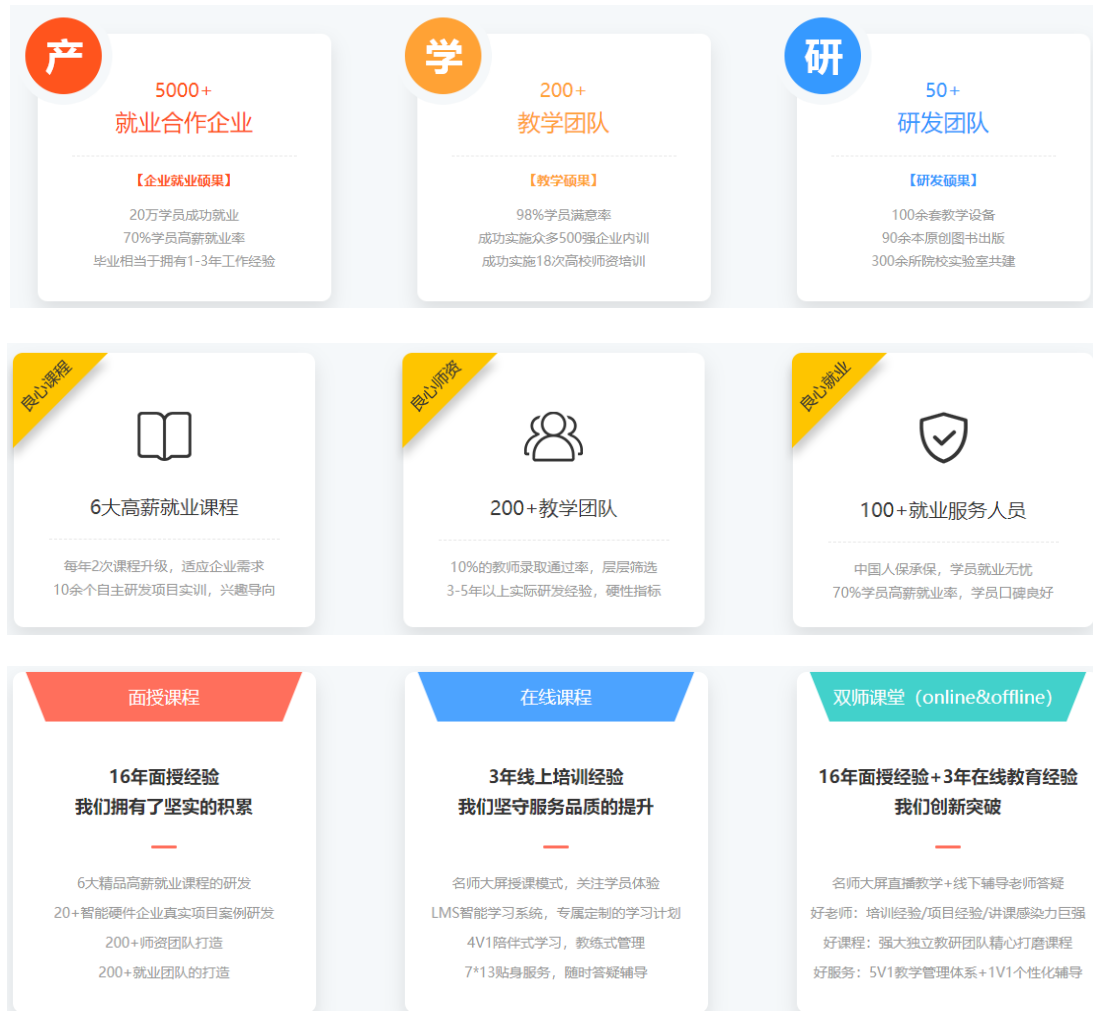 产
5000+
就业合作企业
【企业就业硕果】
20万学员成功就业
70%学员高薪就业率
毕业相当于拥有1-3年工作经验
学
200+
教学团队
【教学硕果】
98%学员满意率
成功实施众多500强企业内训
成功实施18次高校师资培训
研
50+
研发团队
【研发硕果】
100余套教学设备
90余本原创图书出版
300余所院校实验室共建
良心课程
6大高薪就业课程
每年2次课程升级，适应企业需求
10余个自主研发项目实训，兴趣导向
良心师资
200+教学团队
10%的教师录取通过率，层层筛选
3-5年以上实际研发经验，硬性指标
良心就业
100+就业服务人员
中国人保承保，学员就业无忧
70%学员高薪就业率，学员口碑良好
面授课程
16年面授经验
我们拥有了坚实的积累
6大精品高薪就业课程的研发
20+智能硬件企业真实项目案例研发
200+师资团队打造
200+就业团队的打造
在线课程
3年线上培训经验
我们坚守服务品质的提升
名师大屏授课模式，关注学员体验
LMS智能学习系统，专属定制的学习计划
4V1陪伴式学习，教练式管理
7*13贴身服务，随时答疑辅导
双师课堂（online&offline）
16年面授经验+3年在线教育经验
我们创新突破
名师大屏直播教学+线下辅导老师答疑
好老师：培训经验/项目经验/讲课感染力巨强
好课程：强大独立教研团队精心打磨课程
好服务：5V1教学管理体系+1V1个性化辅导